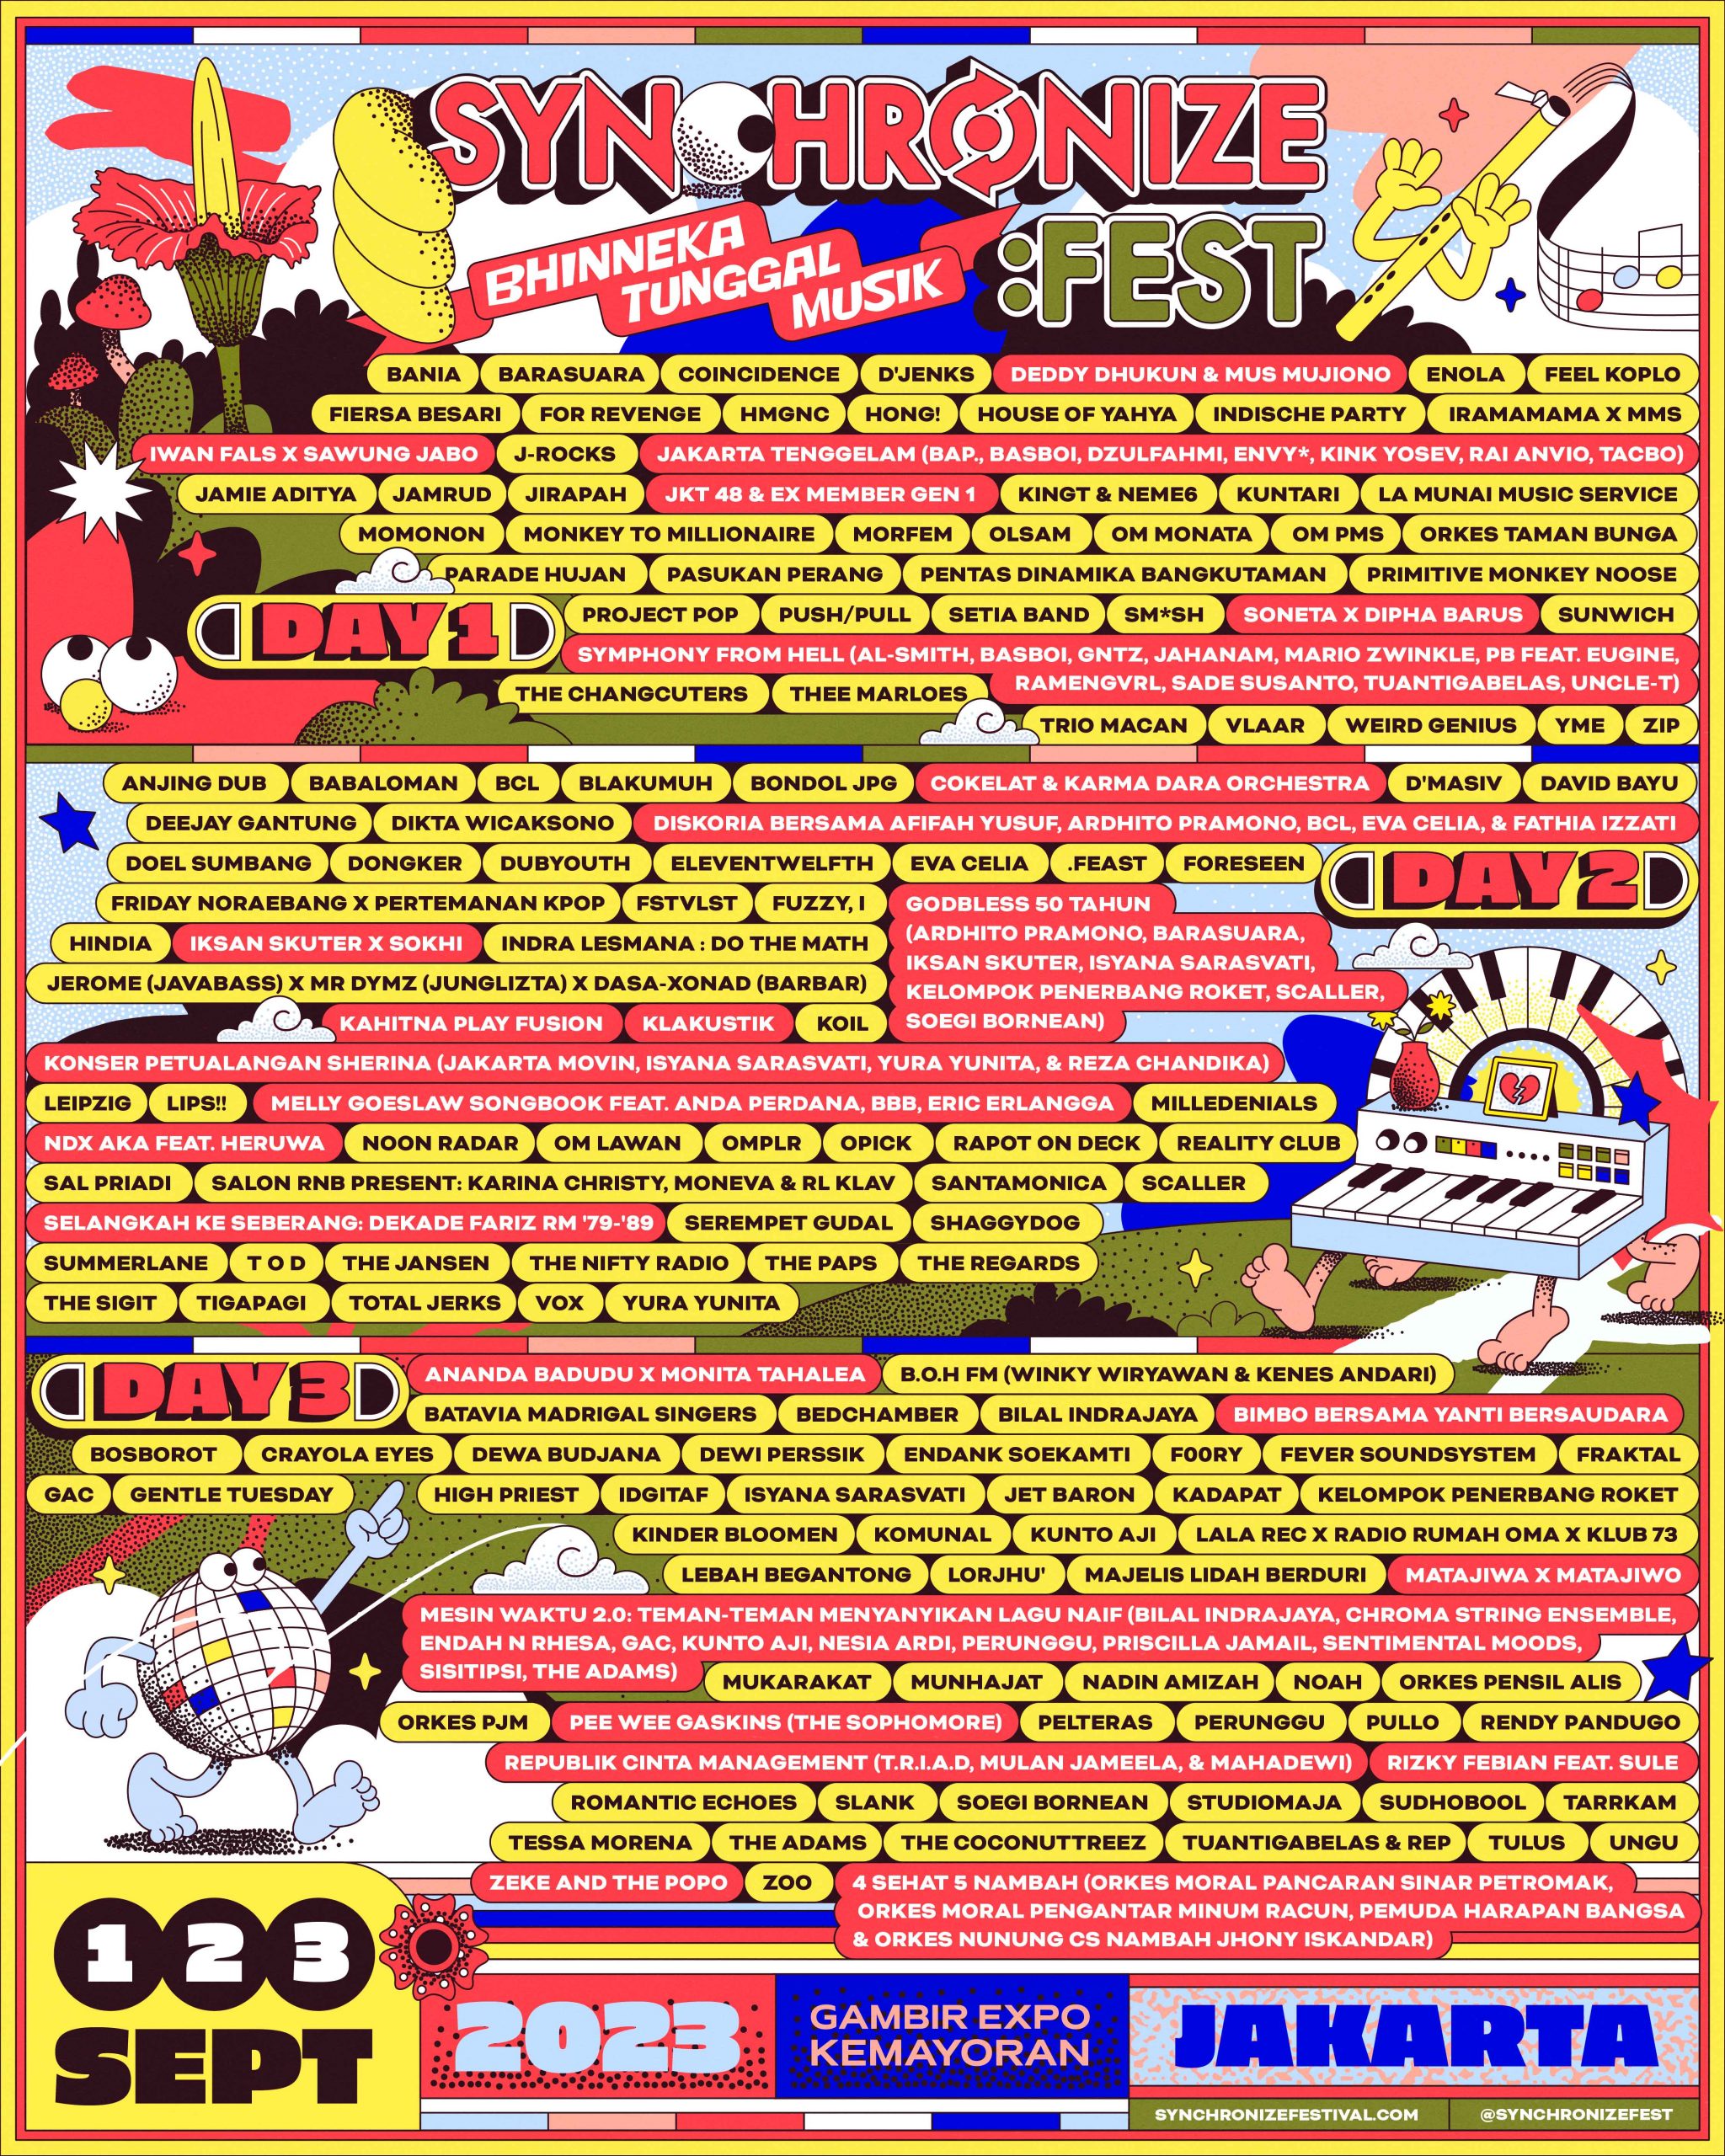 SYNCHRONIZE
:FEST
BHINNEKA
TUNGGAL
MUSIK
BANIA BARASUARA COINCIDENCE D'JENKS DEDDY DHUKUN & MUS MUJIONO ENOLA FEEL KOPLO
FIERSA BESARI FOR REVENGE HMGNC HONG! HOUSE OF YAHYA INDISCHE PARTY IRAMAMAMA X MMS
IWAN FALS X SAWUNG JABO J-ROCKS JAKARTA TENGGELAM (BAP., BASBOI, DZULFAHMI, ENVY*, KINK YOSEV, RAI ANVIO, TACBO)
JAMIE ADITYA JAMRUD JIRAPAH JKT 48 & EX MEMBER GEN 1 KINGT & NEME6 KUNTARI LA MUNAI MUSIC SERVICE
MOMONON MONKEY TO MILLIONAIRE MORFEM OLSAM OM MONATA OM PMS ORKES TAMAN BUNGA
PARADE HUJAN PASUKAN PERANG PENTAS DINAMIKA BANGKUTAMAN PRIMITIVE MONKEY NOOSE
DAY 1
PROJECT POP PUSH/PULL SETIA BAND SM*SH SONETA X DIPHA BARUS SUNWICH
SYMPHONY FROM HELL (AL-SMITH, BASBOI, GNTZ, JAHANAM, MARIO ZWINKLE, PB FEAT. EUGINE,
RAMENGVRL, SADE SUSANTO, TUANTIGABELAS, UNCLE-T)
THE CHANGCUTERS THEE MARLOES
TRIO MACAN VLAAR WEIRD GENIUS YME ZIP
ANJING DUB BABALOMAN BCL BLAKUMUH BONDOL JPG COKELAT & KARMA DARA ORCHESTRA D'MASIV DAVID BAYU
DEEJAY GANTUNG DIKTA WICAKSONO DISKORIA BERSAMA AFIFAH YUSUF, ARDHITO PRAMONO, BCL, EVA CELIA, & FATHIA IZZATI
DOEL SUMBANG DONGKER DUBYOUTH ELEVENTWELFTH EVA CELIA .FEAST FORESEEN
DAY 2
FRIDAY NORAEBANG X PERTEMANAN KPOP FSTVLST FUZZY, I
GODBLESS 50 TAHUN
(ARDHITO PRAMONO, BARASUARA,
IKSAN SKUTER, ISYANA SARASVATI,
KELOMPOK PENERBANG ROKET, SCALLER,
SOEGI BORNEAN)
HINDIA IKSAN SKUTER X SOKHI INDRA LESMANA : DO THE MATH
JEROME (JAVABASS) X MR DYMZ (JUNGLIZTA) X DASA-XONAD (BARBAR)
KAHITNA PLAY FUSION KLAKUSTIK KOIL
KONSER PETUALANGAN SHERINA (JAKARTA MOVIN, ISYANA SARASVATI, YURA YUNITA, & REZA CHANDIKA)
LEIPZIG LIPS!! MELLY GOESLAW SONGBOOK FEAT. ANDA PERDANA, BBB, ERIC ERLANGGA MILLEDENIALS
NDX AKA FEAT. HERUWA NOON RADAR OM LAWAN OMPLR OPICK RAPOT ON DECK REALITY CLUB
SAL PRIADI SALON RNB PRESENT: KARINA CHRISTY, MONEVA & RL KLAV SANTAMONICA SCALLER
SELANGKAH KE SEBERANG: DEKADE FARIZ RM '79-'89 SEREMPET GUDAL SHAGGYDOG
SUMMERLANE T O D THE JANSEN THE NIFTY RADIO THE PAPS THE REGARDS
THE SIGIT TIGAPAGI TOTAL JERKS VOX YURA YUNITA
DAY 3
ANANDA BADUDU X MONITA TAHALEA B.O.H FM (WINKY WIRYAWAN & KENES ANDARI)
BATAVIA MADRIGAL SINGERS BEDCHAMBER BILAL INDRAJAYA BIMBO BERSAMA YANTI BERSAUDARA
BOSBOROT CRAYOLA EYES DEWA BUDJANA DEWI PERSSIK ENDANK SOEKAMTI F00RY FEVER SOUNDSYSTEM FRAKTAL
GAC GENTLE TUESDAY HIGH PRIEST IDGITAF ISYANA SARASVATI JET BARON KADAPAT KELOMPOK PENERBANG ROKET
KINDER BLOOMEN KOMUNAL KUNTO AJI LALA REC X RADIO RUMAH OMA X KLUB 73
LEBAH BEGANTONG LORJHU' MAJELIS LIDAH BERDURI MATAJIWA X MATAJIWO
MESIN WAKTU 2.0: TEMAN-TEMAN MENYANYIKAN LAGU NAIF (BILAL INDRAJAYA, CHROMA STRING ENSEMBLE,
ENDAH N RHESA, GAC, KUNTO AJI, NESIA ARDI, PERUNGGU, PRISCILLA JAMAIL, SENTIMENTAL MOODS,
SISITIPSI, THE ADAMS)
MUKARAKAT MUNHAJAT NADIN AMIZAH NOAH ORKES PENSIL ALIS
ORKES PJM PEE WEE GASKINS (THE SOPHOMORE) PELTERAS PERUNGGU PULLO RENDY PANDUGO
REPUBLIK CINTA MANAGEMENT (T.R.I.A.D, MULAN JAMEELA, & MAHADEWI) RIZKY FEBIAN FEAT. SULE
ROMANTIC ECHOES SLANK SOEGI BORNEAN STUDIOMAJA SUDHOBOOL TARRKAM
TESSA MORENA THE ADAMS THE COCONUTTREEZ TUANTIGABELAS & REP TULUS UNGU
ZEKE AND THE POPO ZOO 4 SEHAT 5 NAMBAH (ORKES MORAL PANCARAN SINAR PETROMAK,
ORKES MORAL PENGANTAR MINUM RACUN, PEMUDA HARAPAN BANGSA
& ORKES NUNUNG CS NAMBAH JHONY ISKANDAR)
1 2 3
SEPT
2023
GAMBIR EXPO
KEMAYORAN
JAKARTA
SYNCHRONIZEFESTIVAL.COM
@SYNCHRONIZEFEST